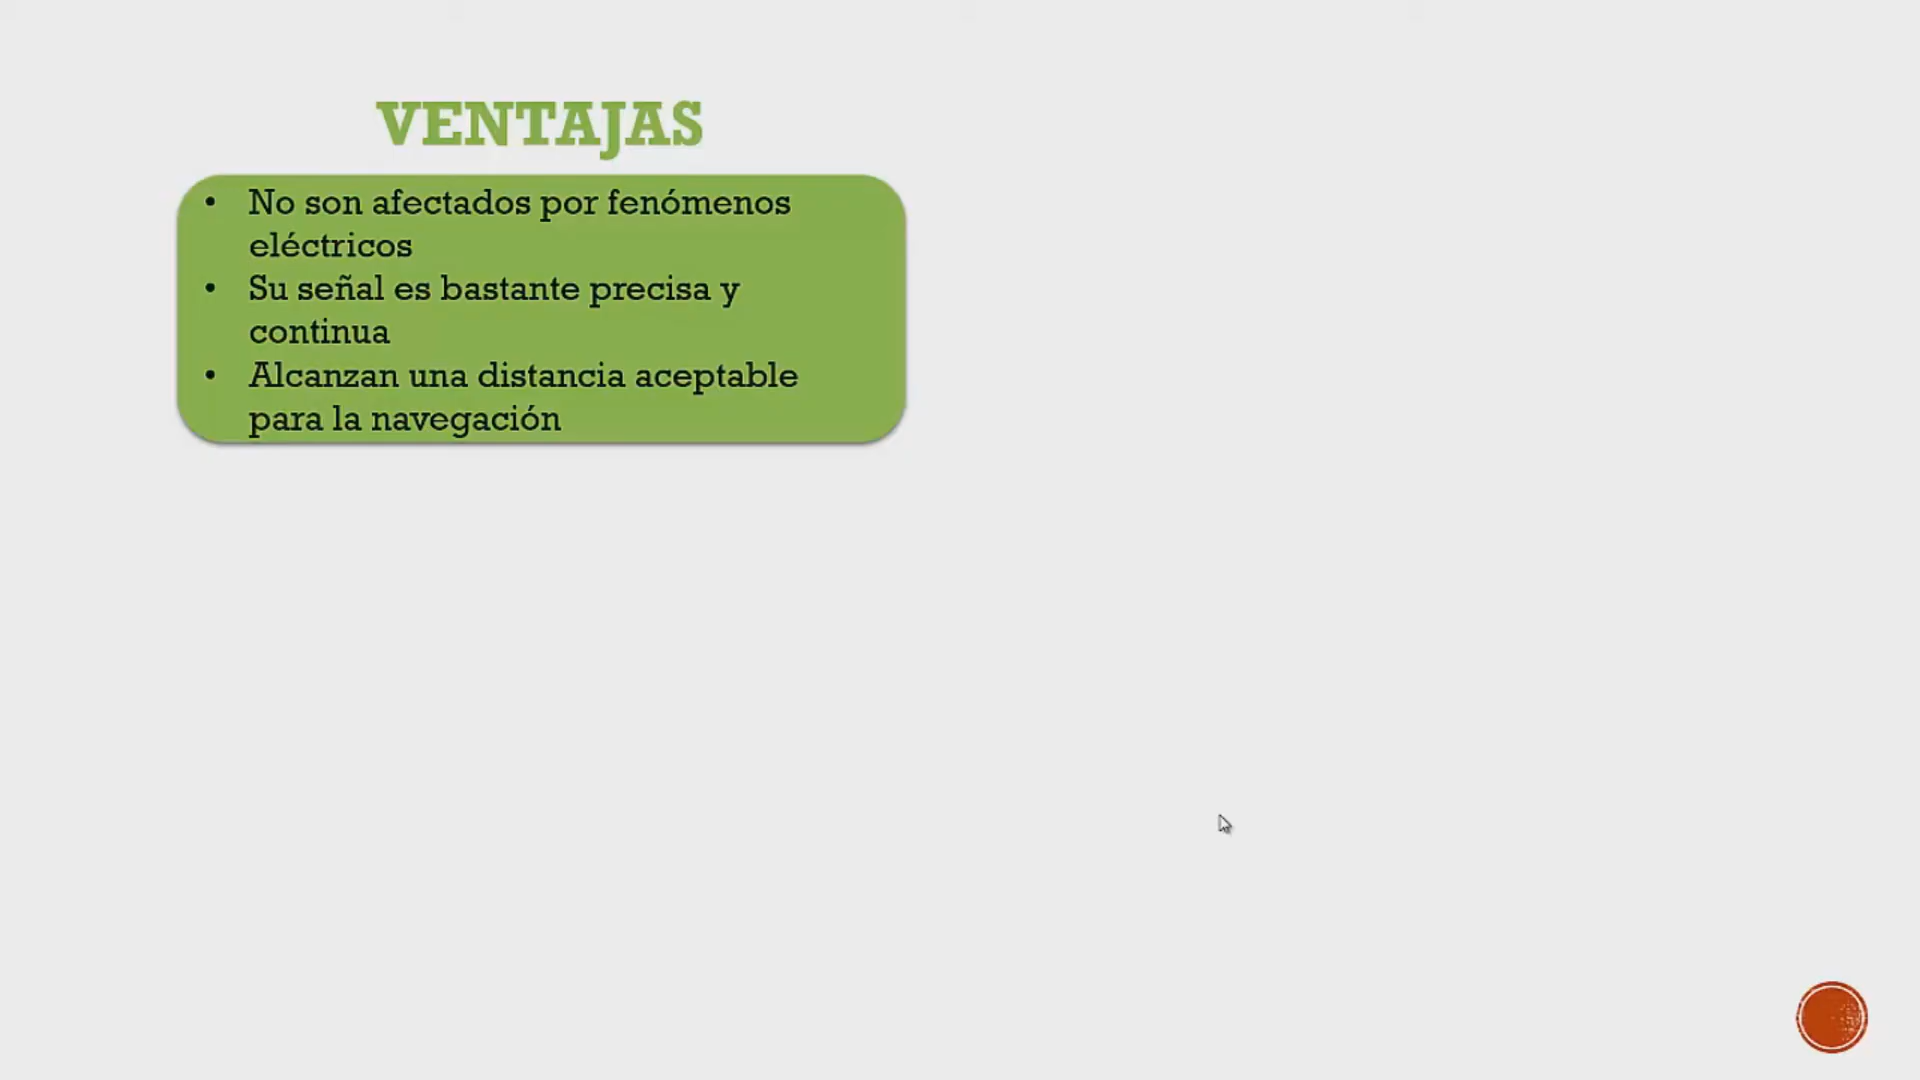 VENTAJAS
• No son afectados por fenómenos
eléctricos
• Su señal es bastante precisa y
continua
• Alcanzan una distancia aceptable
para la navegación